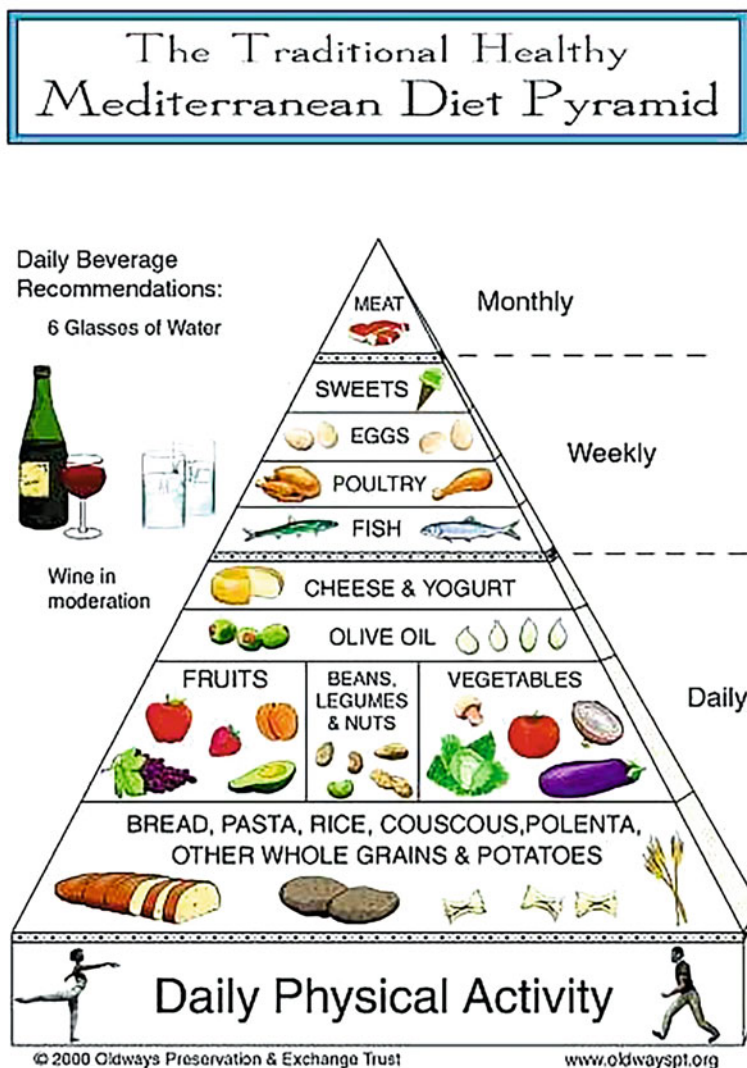 The Traditional Healthy
Mediterranean Diet Pyramid
Daily Beverage
Recommendations:
6 Glasses of Water
Wine in
moderation
MEAT
Monthly
SWEETS
EGGS
POULTRY
FISH
Weekly
CHEESE & YOGURT
OLIVE OIL
FRUITS
BEANS,
LEGUMES
& NUTS
VEGETABLES
Daily
BREAD, PASTA, RICE, COUSCOUS,POLENTA,
OTHER WHOLE GRAINS & POTATOES
Daily Physical Activity
© 2000 Oldways Preservation & Exchange Trust
www.oldwayspt.org